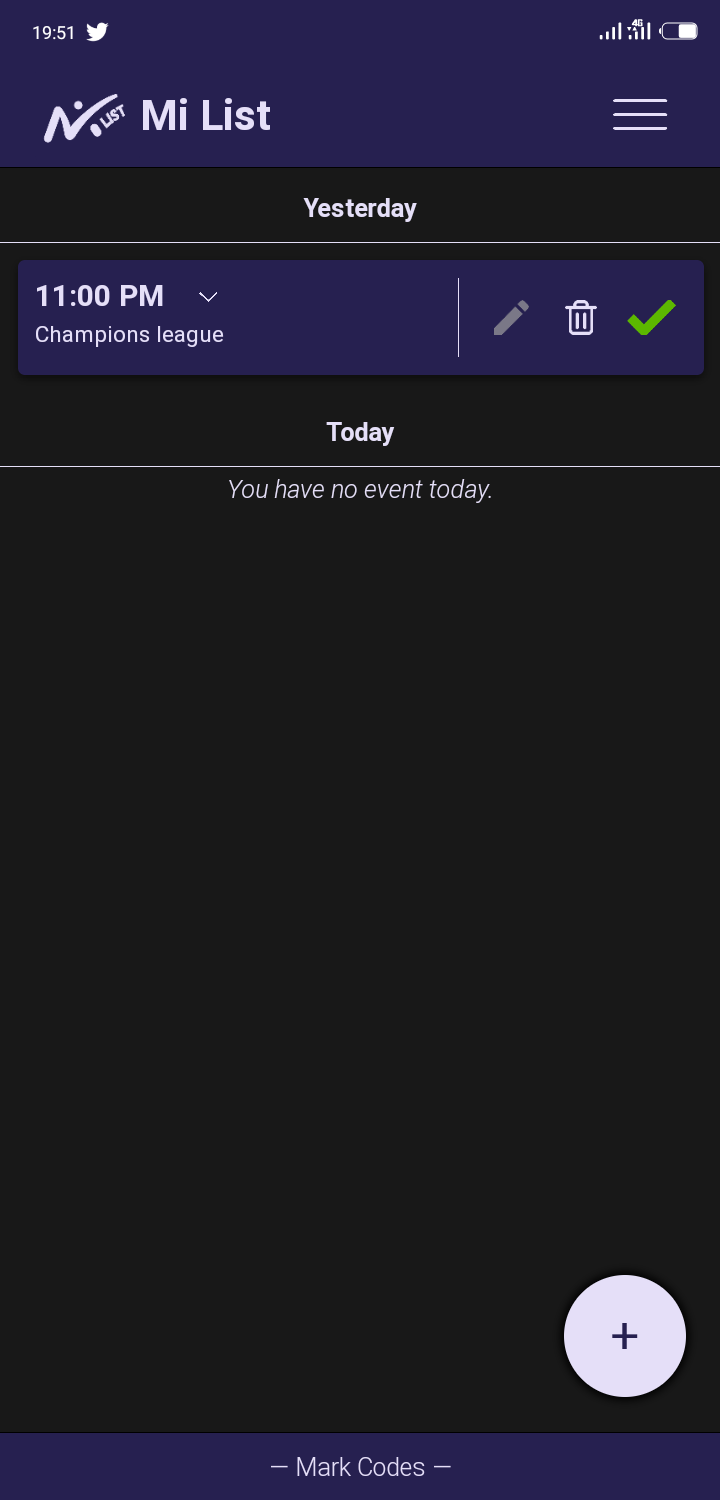 19:51
4G
LIST
Mi List
Yesterday
11:00 PM
Champions league
Today
You have no event today.
+
— Mark Codes —